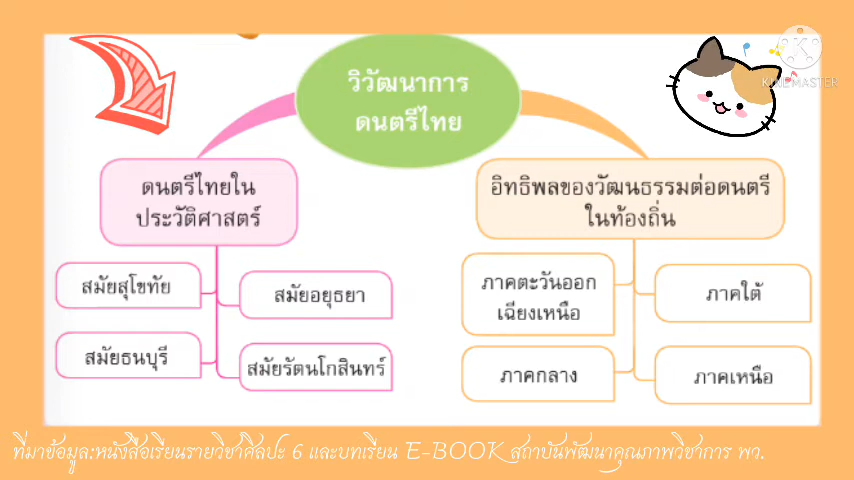 วิวัฒนาการ
ดนตรีไทย
KINEMASTER
ดนตรีไทยใน
ประวัติศาสตร์
สมัยสุโขทัย
สมัยอยุธยา
สมัยธนบุรี
สมัยรัตนโกสินทร์
อิทธิพลของวัฒนธรรมต่อดนตรี
ในท้องถิ่น
ภาคตะวันออก
เฉียงเหนือ
ภาคใต้
ภาคกลาง
ภาคเหนือ
ที่มาข้อมูล:หนังสือเรียนรายวิชาศิลปะ 6 และบทเรียน E-BOOK สถาบันพัฒนาคุณภาพวิชาการ พว.